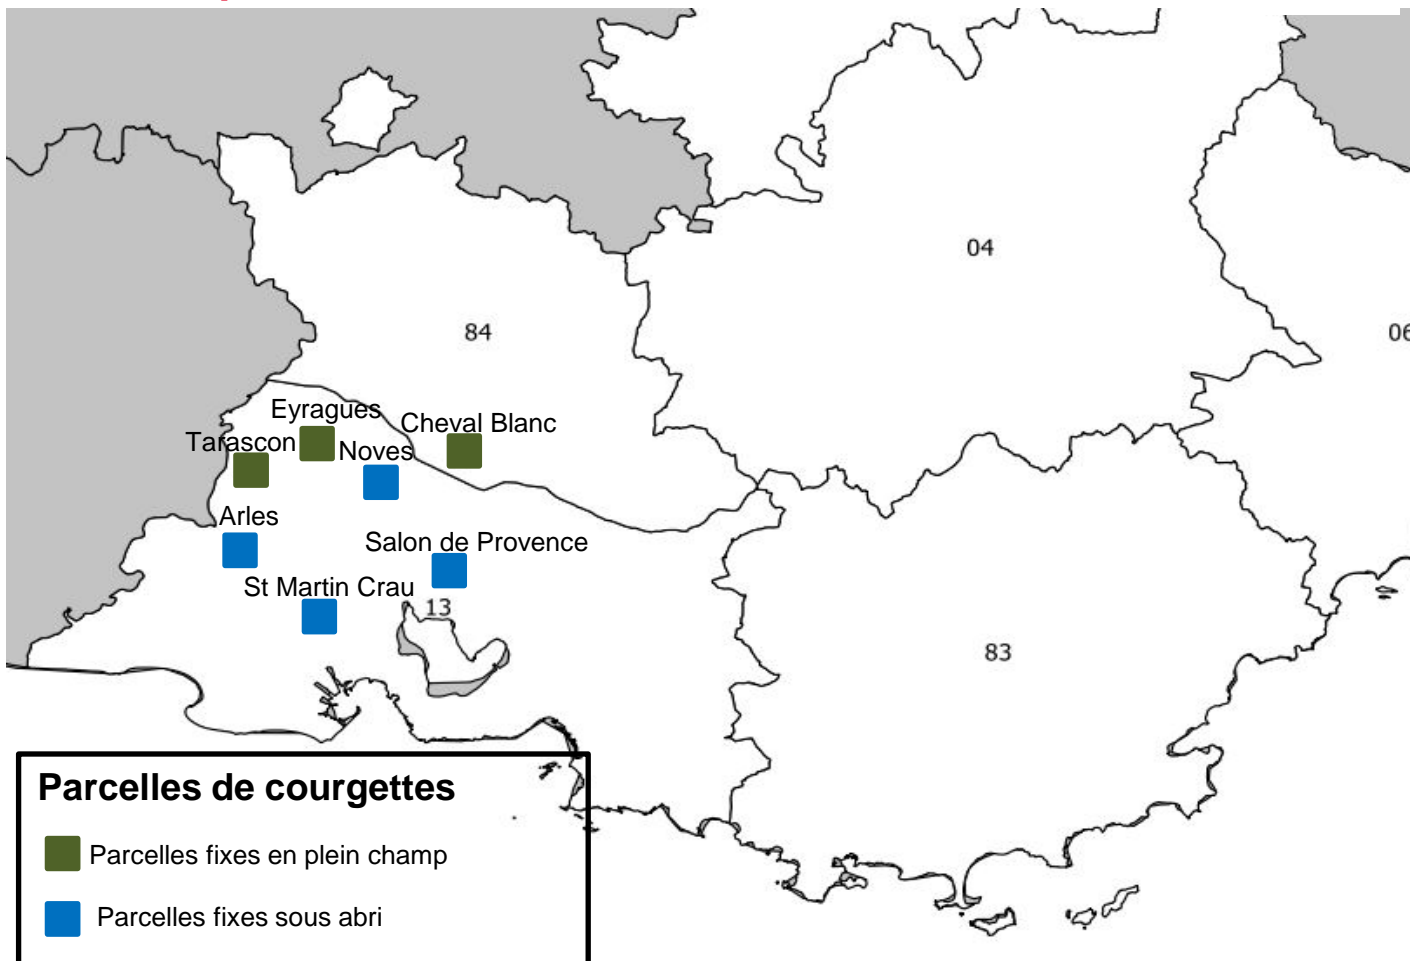 04
84
06
Eyragues
Cheval Blanc
Tarascon
Noves
Arles
Salon de Provence
St Martin Crau
13
83
Parcelles de courgettes
Parcelles fixes en plein champ
Parcelles fixes sous abri